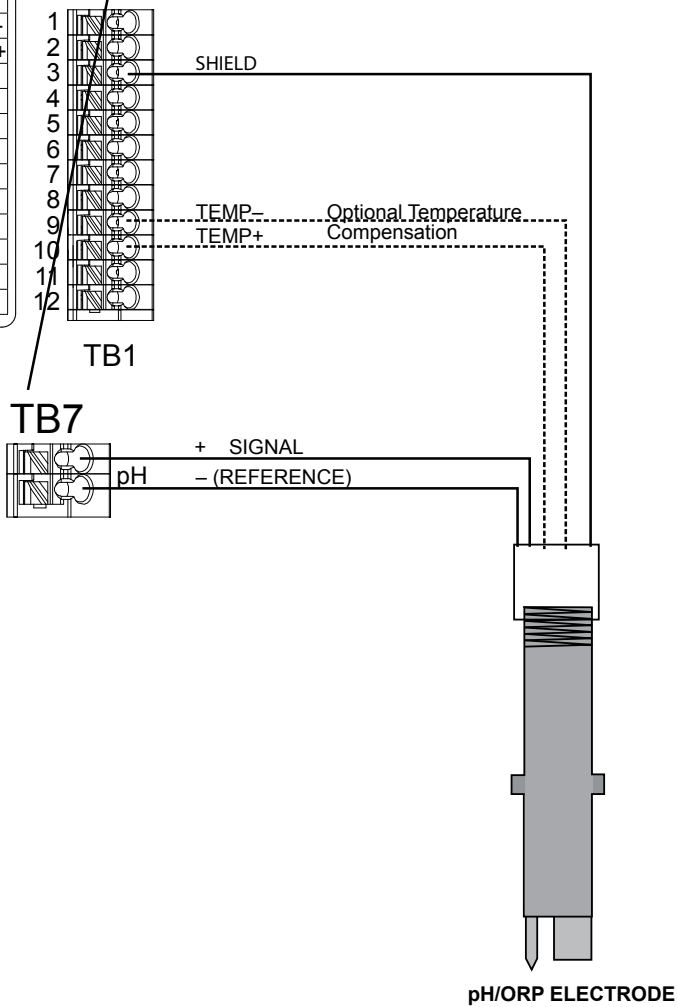 1
2
3
4
5
6
7
8
9
10
11
12
+
SHIELD
TEMP–
TEMP+
Optional Temperature
Compensation
TB1
TB7
+ SIGNAL
pH – (REFERENCE)
pH/ORP ELECTRODE